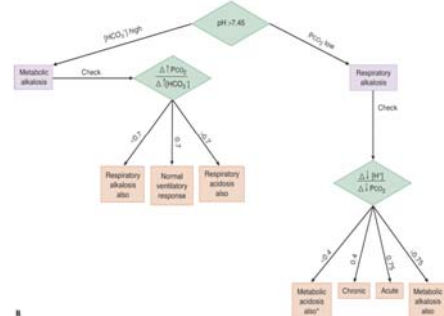 pH >7.45
[HCO3-] high
PCO2 low
Metabolic
alkalosis
Check
Δ↑PCO2
Δ↑[HCO3-]
Respiratory
alkalosis
Check
<0.7
0.7
>0.7
Respiratory
alkalosis
also
Normal
ventilatory
response
Respiratory
acidosis
also
Δ↓[H+]
Δ↓PCO2
<0.4
0.4
0.75
>0.75
Metabolic
acidosis
also*
Chronic
Acute
Metabolic
alkalosis
also
B